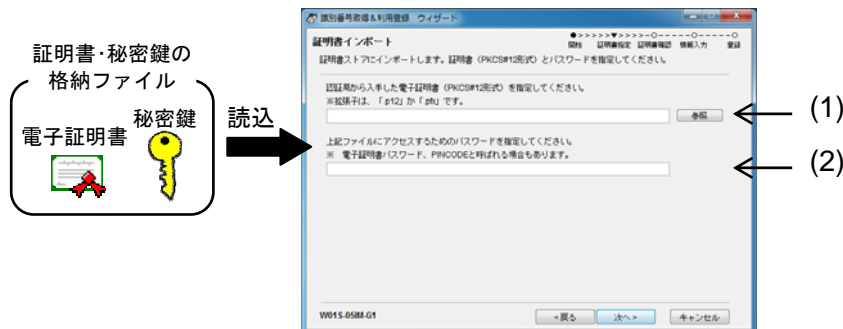 証明書･秘密鍵の
格納ファイル
電子証明書
秘密鍵
読込
識別番号取得&利用登録 ウィザード
証明書インポート
●>>>>>▼>>>>-○-----○-----○
開始 証明書指定 証明書確認 情報入力 登録
証明書ストアにインポートします。証明書(PKCS#12形式)とパスワードを指定してください。
認証局から入手した電子証明書(PKCS#12形式)を指定してください。
※拡張子は、「.p12」か「.pfx」です。
参照
(1)
上記ファイルにアクセスするためのパスワードを指定してください。
※ 電子証明書パスワード、PINCODEと呼ばれる場合もあります。
(2)
W01S-05IM-G1
<戻る
次へ>
キャンセル